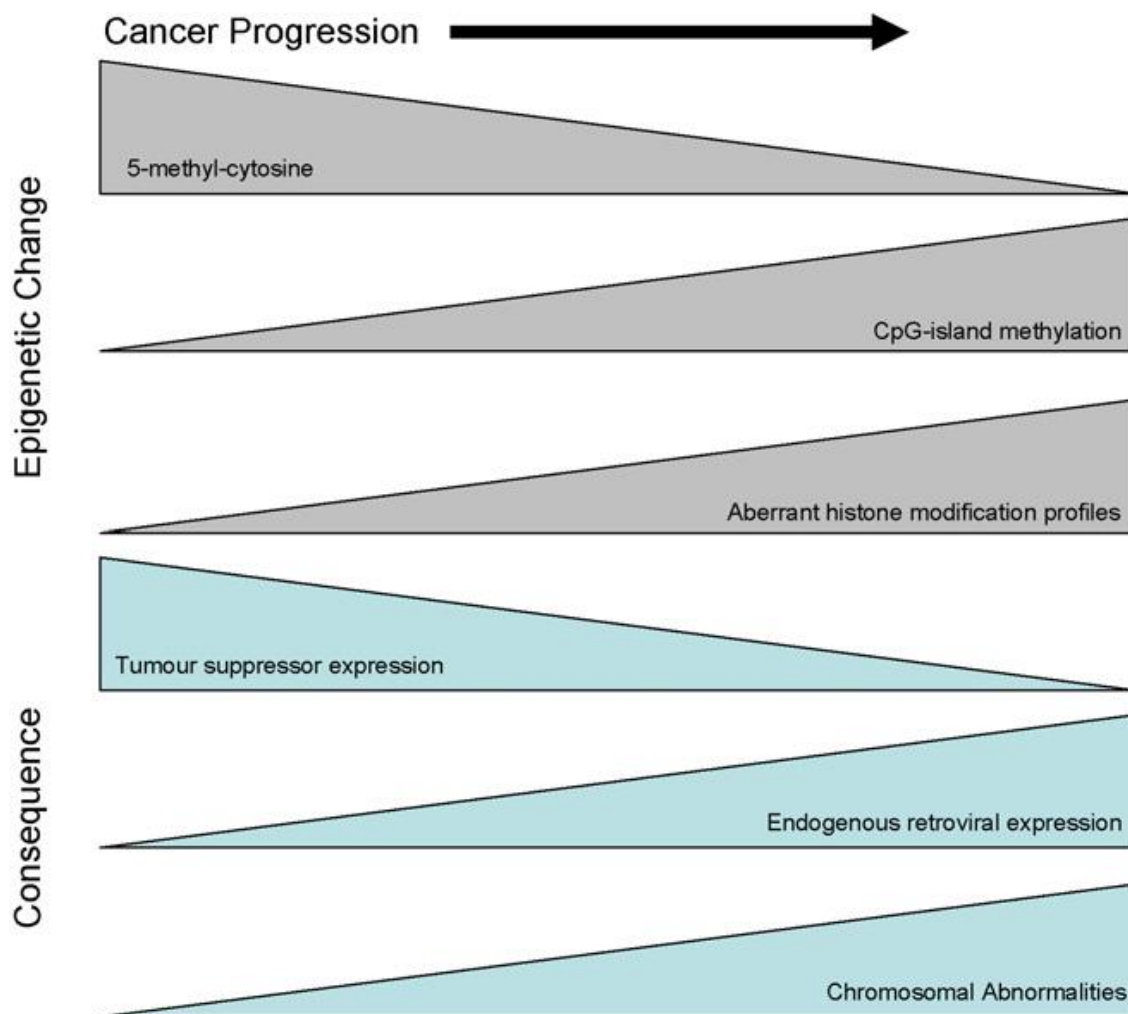 Cancer Progression
Epigenetic Change
5-methyl-cytosine
CpG-island methylation
Aberrant histone modification profiles
Consequence
Tumour suppressor expression
Endogenous retroviral expression
Chromosomal Abnormalities